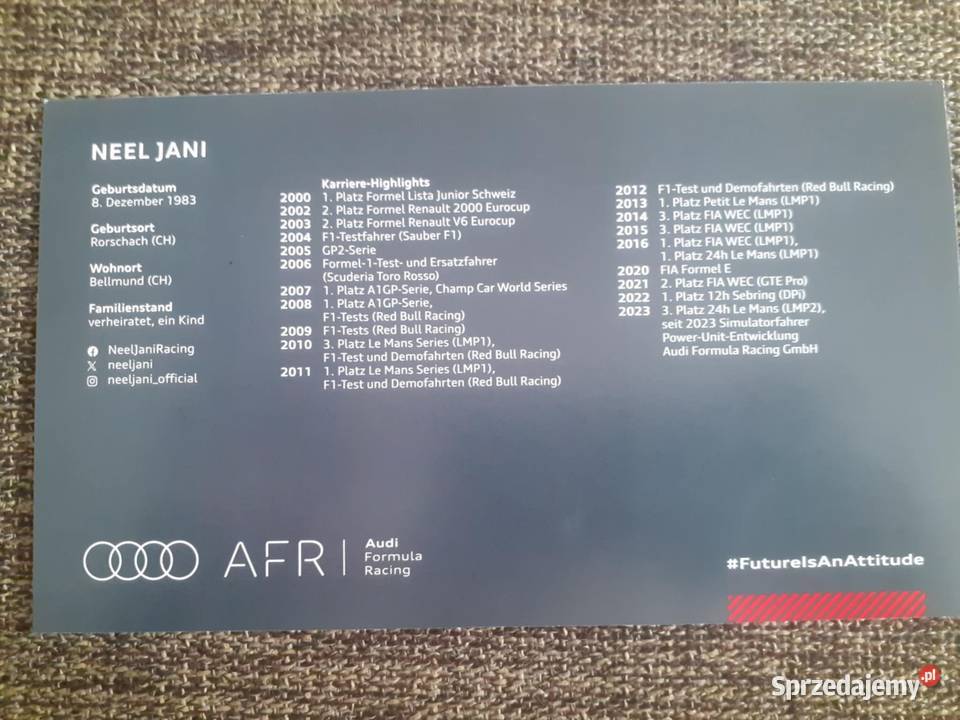 NEEL JANI
Geburtsdatum
8. Dezember 1983
Geburtsort
Rorschach (CH)
Wohnort
Bellmund (CH)
Familienstand
verheiratet, ein Kind
NeelJaniRacing
neeljani
neeljani_official
Karriere-Highlights
2000 1. Platz Formel Lista Junior Schweiz
2002 2. Platz Formel Renault 2000 Eurocup
2003 2. Platz Formel Renault V6 Eurocup
2004 F1-Testfahrer (Sauber F1)
2005 GP2-Serie
2006 Formel-1-Test- und Ersatzfahrer
(Scuderia Toro Rosso)
2007 1. Platz A1GP-Serie, Champ Car World Series
2008 1. Platz A1GP-Serie,
F1-Tests (Red Bull Racing)
2009 F1-Tests (Red Bull Racing)
2010 3. Platz Le Mans Series (LMP1),
F1-Test und Demofahrten (Red Bull Racing)
2011 1. Platz Le Mans Series (LMP1),
F1-Test und Demofahrten (Red Bull Racing)
2012 F1-Test und Demofahrten (Red Bull Racing)
2013 1. Platz Petit Le Mans (LMP1)
2014 3. Platz FIA WEC (LMP1)
2015 3. Platz FIA WEC (LMP1)
2016 1. Platz FIA WEC (LMP1),
1. Platz 24h Le Mans (LMP1)
2020 FIA Formel E
2021 2. Platz FIA WEC (GTE Pro)
2022 1. Platz 12h Sebring (DPi)
2023 3. Platz 24h Le Mans (LMP2),
seit 2023 Simulatorfahrer
Power-Unit-Entwicklung
Audi Formula Racing GmbH
AFR
Audi
Formula
Racing
#FutureIsAnAttitude
Sprzedajemy.pl